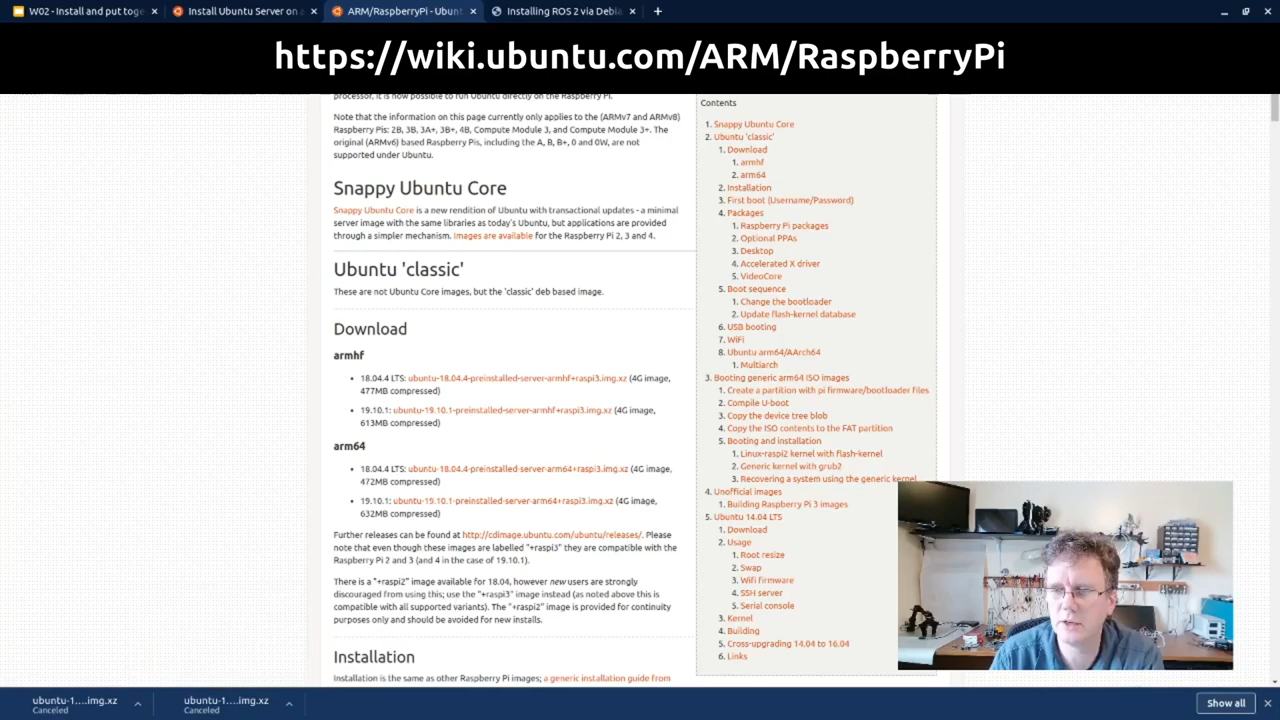 W02 - Install and put toge
Install Ubuntu Server on a
ARM/RaspberryPi - Ubunt
Installing ROS 2 via Debia
https://wiki.ubuntu.com/ARM/RaspberryPi
processor, it is now possible to run Ubuntu directly on the Raspberry Pi.
Note that the information on this page currently only applies to the (ARMv7 and ARMv8)
Raspberry Pis: 2B, 3B, 3A+, 3B+, 4B, Compute Module 3, and Compute Module 3+. The
original (ARMv6) based Raspberry Pis, including the A, B, B+, 0 and 0W, are not
supported under Ubuntu.
Snappy Ubuntu Core
Snappy Ubuntu Core is a new rendition of Ubuntu with transactional updates - a minimal
server image with the same libraries as today's Ubuntu, but applications are provided
through a simpler mechanism. Images are available for the Raspberry Pi 2, 3 and 4.
Ubuntu 'classic'
These are not Ubuntu Core images, but the 'classic' deb based image.
Download
armhf
• 18.04.4 LTS: ubuntu-18.04.4-preinstalled-server-armhf+raspi3.img.xz (4G image,
477MB compressed)
• 19.10.1: ubuntu-19.10.1-preinstalled-server-armhf+raspi3.img.xz (4G image,
613MB compressed)
arm64
• 18.04.4 LTS: ubuntu-18.04.4-preinstalled-server-arm64+raspi3.img.xz (4G image,
472MB compressed)
• 19.10.1: ubuntu-19.10.1-preinstalled-server-arm64+raspi3.img.xz (4G image,
632MB compressed)
Further releases can be found at http://cdimage.ubuntu.com/ubuntu/releases/. Please
note that even though these images are labelled "+raspi3" they are compatible with the
Raspberry Pi 2 and 3 (and 4 in the case of 19.10.1).
There is a "+raspi2" image available for 18.04, however new users are strongly
discouraged from using this; use the "+raspi3" image instead (as noted above this is
compatible with all supported variants). The "+raspi2" image is provided for continuity
purposes only and should be avoided for new installs.
Installation
Installation is the same as other Raspberry Pi images; a generic installation guide from
Contents
1. Snappy Ubuntu Core
2. Ubuntu 'classic'
1. Download
1. armhf
2. arm64
2. Installation
3. First boot (Username/Password)
4. Packages
1. Raspberry Pi packages
2. Optional PPAs
3. Desktop
4. Accelerated X driver
5. VideoCore
5. Boot sequence
1. Change the bootloader
2. Update flash-kernel database
6. USB booting
7. WiFi
8. Ubuntu arm64/AArch64
1. Multiarch
3. Booting generic arm64 ISO images
1. Create a partition with pi firmware/bootloader files
2. Compile U-boot
3. Copy the device tree blob
4. Copy the ISO contents to the FAT partition
5. Booting and installation
1. Linux-raspi2 kernel with flash-kernel
2. Generic kernel with grub2
3. Recovering a system using the generic kernel
4. Unofficial images
1. Building Raspberry Pi 3 images
5. Ubuntu 14.04 LTS
1. Download
2. Usage
1. Root resize
2. Swap
3. Wifi firmware
4. SSH server
5. Serial console
3. Kernel
4. Building
5. Cross-upgrading 14.04 to 16.04
6. Links
ubuntu-1....img.xz
Canceled
ubuntu-1....img.xz
Canceled
Show all